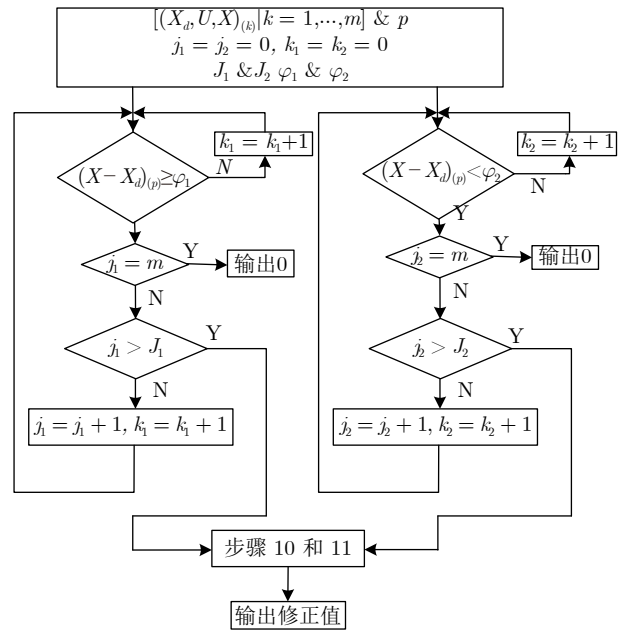 [(X_d, U, X)_(k)|k = 1,...,m] & p
j_1 = j_2 = 0, k_1 = k_2 = 0
J_1 &J_2 φ_1 & φ_2
k_1 = k_1+1
(X− X_d)_(p)≥φ_1
N
j_1 = m
Y
输出0
N
j_1 > J_1
Y
N
j_1 = j_1 + 1, k_1 = k_1 + 1
k_2 = k_2 + 1
(X− X_d)_(p)<φ_2
N
Y
j_2 = m
Y
输出0
N
j_2 > J_2
Y
N
j_2 = j_2 + 1, k_2 = k_2 + 1
步骤 10 和 11
输出修正值